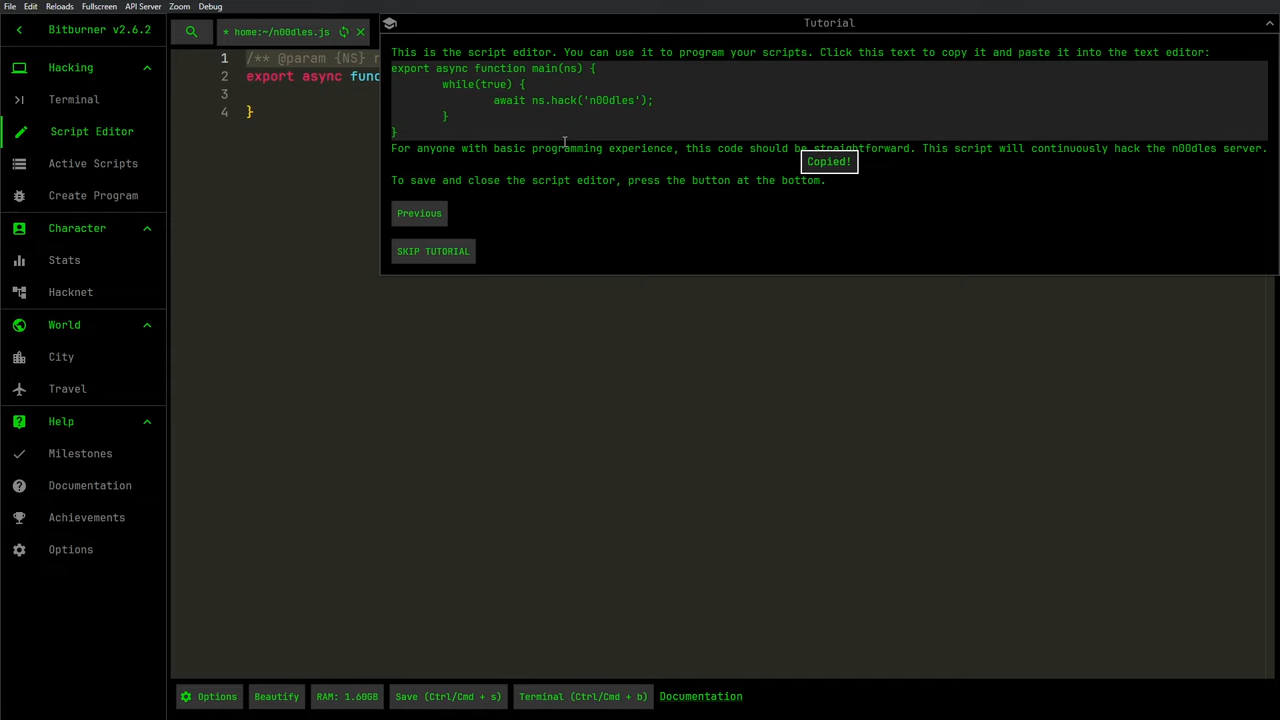 File Edit Reloads Fullscreen API Server Zoom Debug
Bitburner v2.6.2
Hacking
Terminal
Script Editor
Active Scripts
Create Program
Character
Stats
Hacknet
World
City
Travel
Help
Milestones
Documentation
Achievements
Options
* home:~/n00dles.js
1 /** @param {NS}
2 export async func
3
4 }
Tutorial
This is the script editor. You can use it to program your scripts. Click this text to copy it and paste it into the text editor:
export async function main(ns) {
while(true) {
await ns.hack('n00dles');
}
}
For anyone with basic programming experience, this code should be straightforward. This script will continuously hack the n00dles server.
Copied!
To save and close the script editor, press the button at the bottom.
Previous
SKIP TUTORIAL
Options Beautify RAM: 1.60GB Save (Ctrl/Cmd + s) Terminal (Ctrl/Cmd + b) Documentation